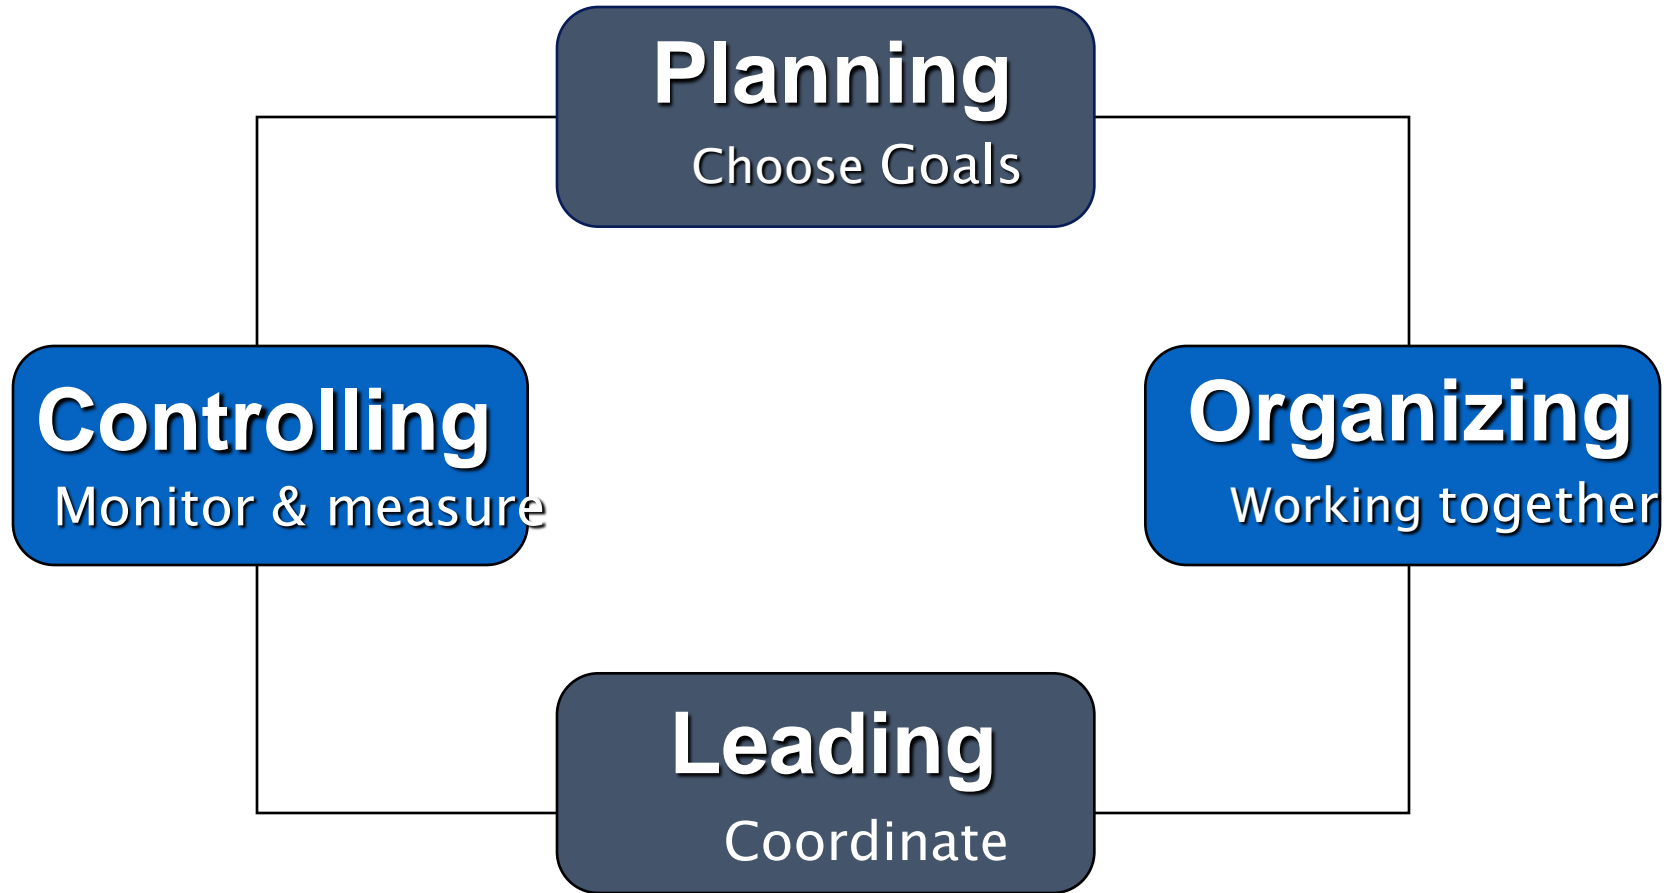 Planning
Choose Goals
Controlling
Monitor & measure
Organizing
Working together
Leading
Coordinate